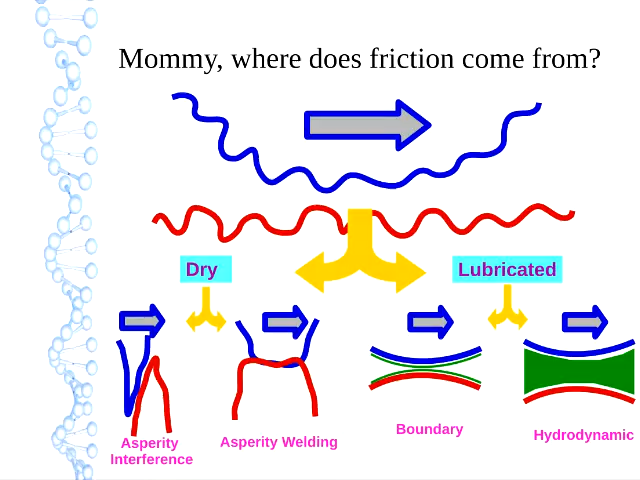 Mommy, where does friction come from?
Dry
Lubricated
Asperity
Interference
Asperity Welding
Boundary
Hydrodynamic